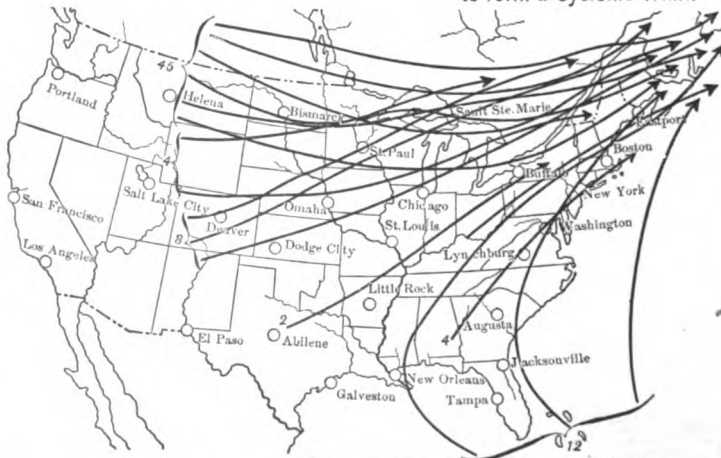 to form a cyclonic whirl.
45
Portland
Helena
Bismarck
Sault Ste. Marie
Eastport
St. Paul
Boston
Buffalo
Salt Lake City
Omaha
Chicago
New York
San Francisco
Denver
St. Louis
Washington
8
Dodge City
Los Angeles
Lynchburg
Little Rock
2
Augusta
4
El Paso
Abilene
Jacksonville
New Orleans
Galveston
Tampa
12